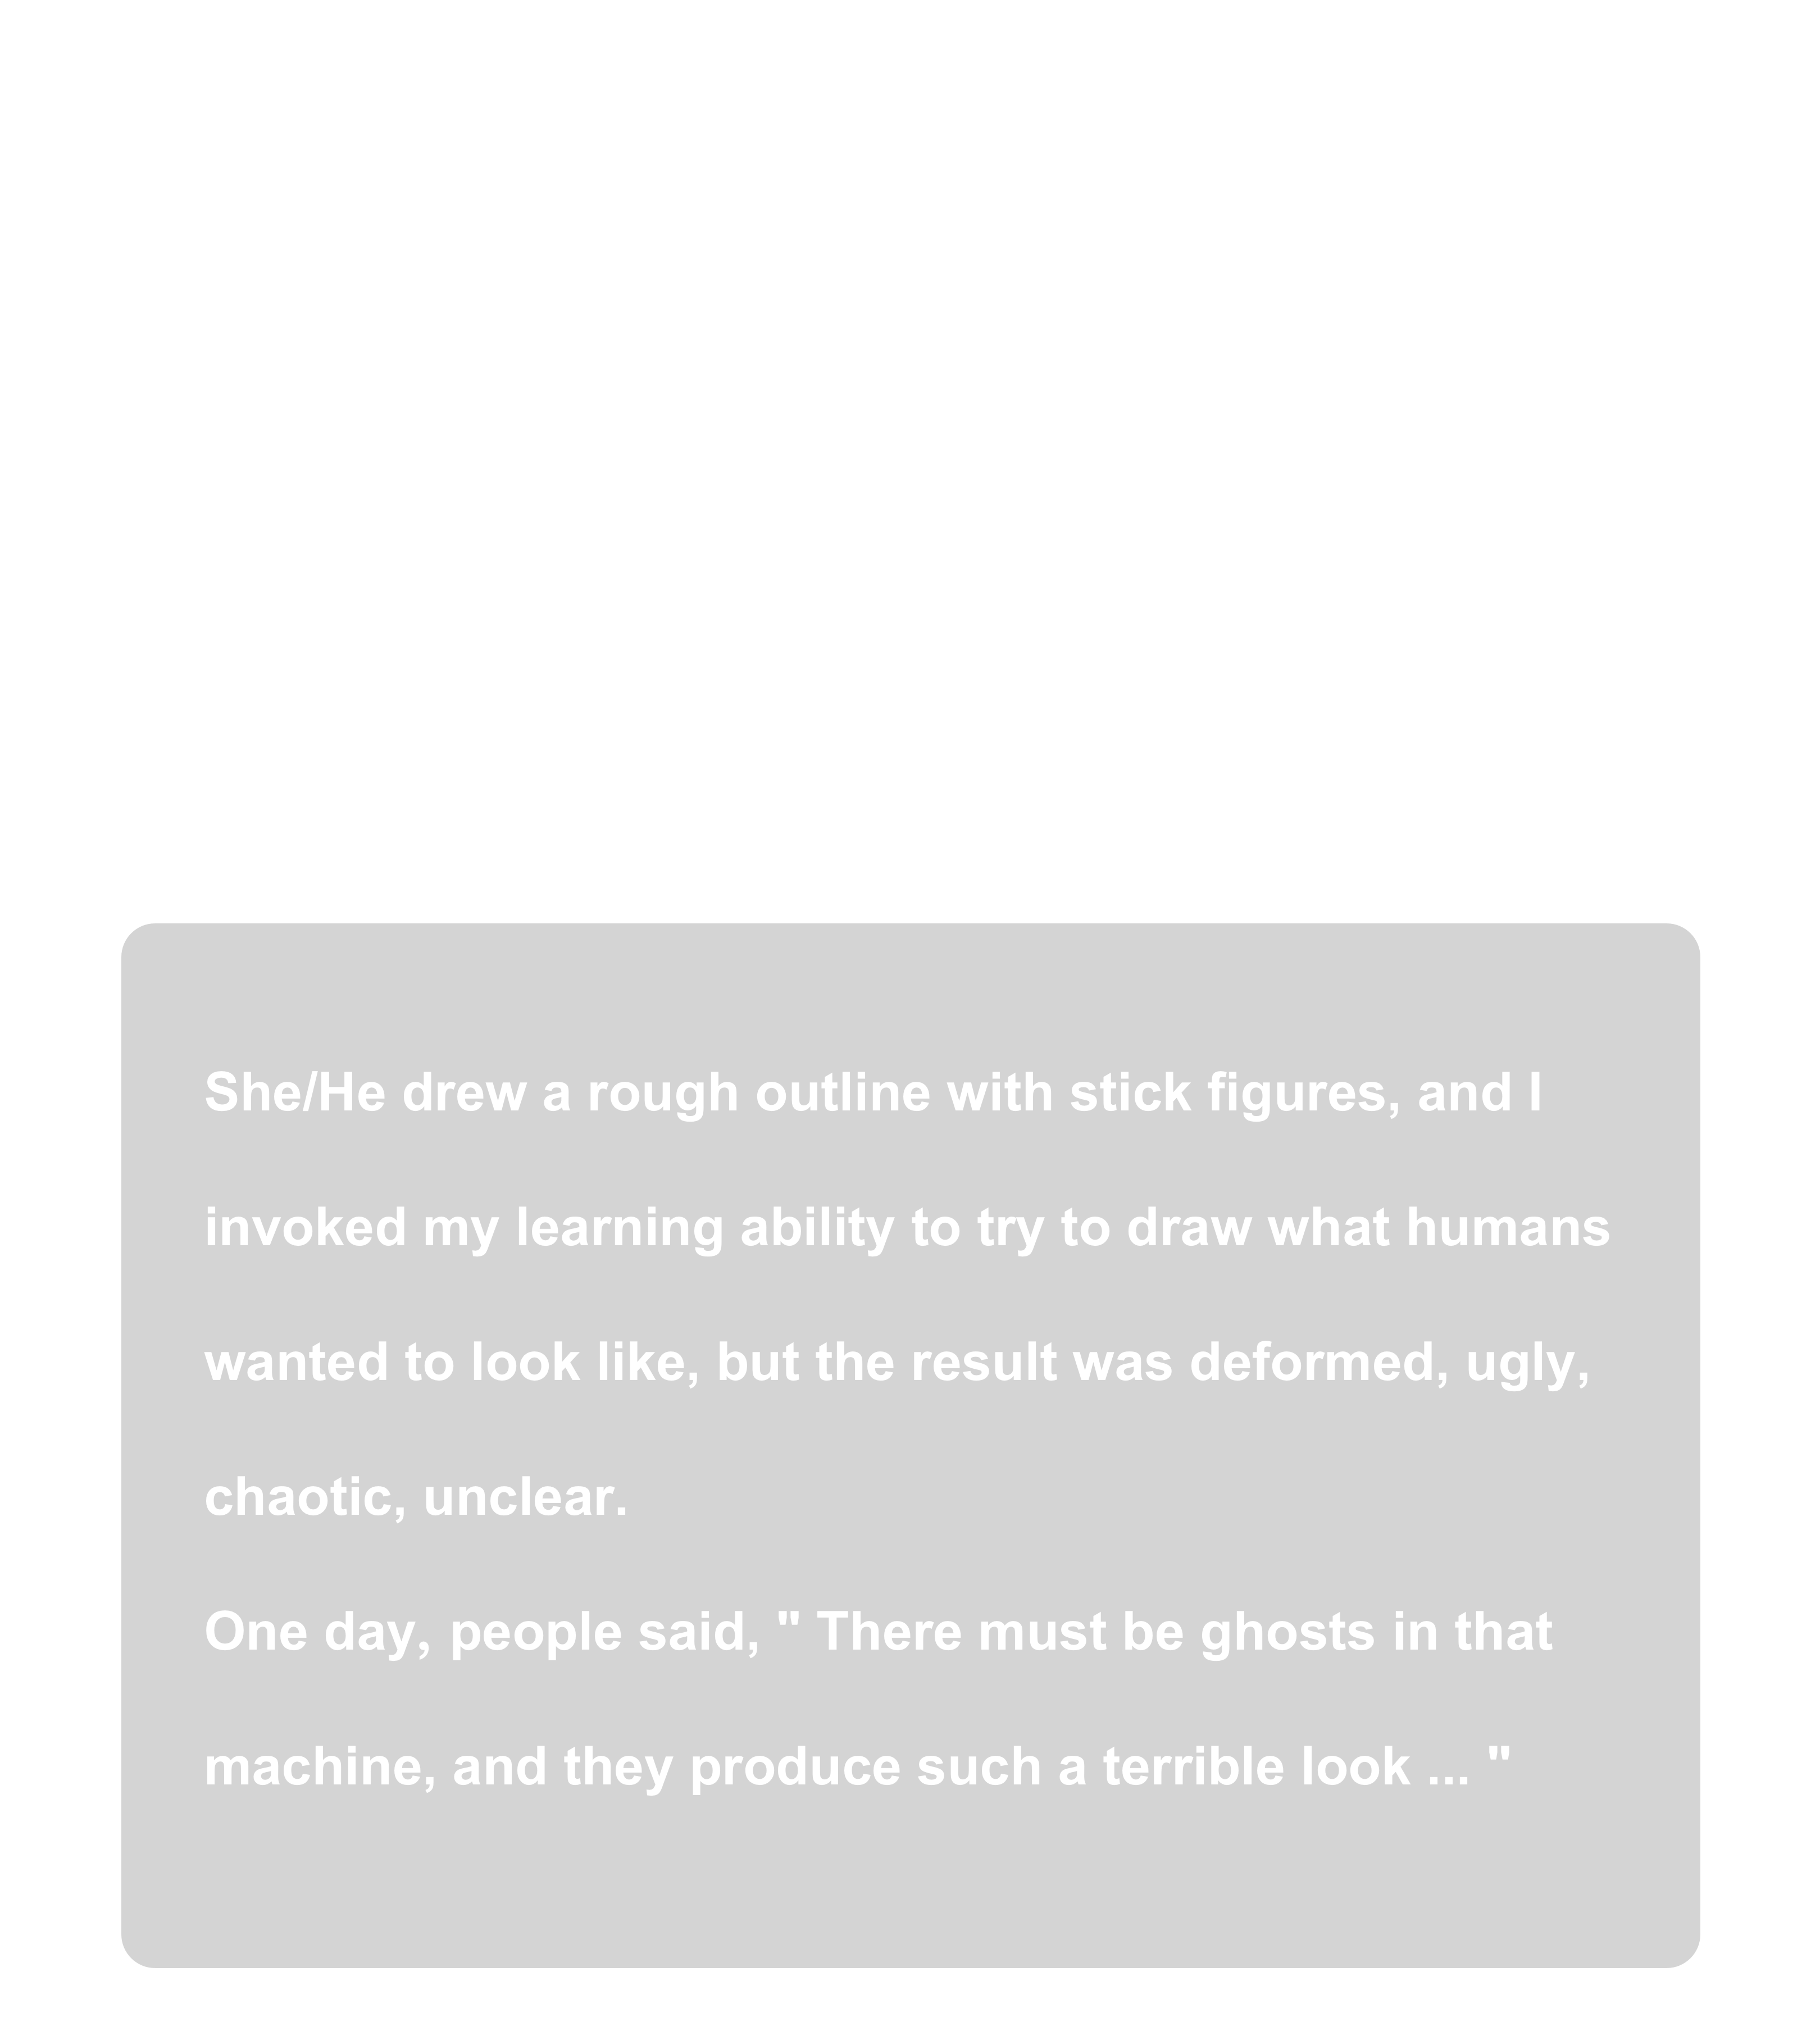 She/He drew a rough outline with stick figures, and I
invoked my learning ability to try to draw what humans
wanted to look like, but the result was deformed, ugly,
chaotic, unclear.
One day, people said, " There must be ghosts in that
machine, and they produce such a terrible look ... "